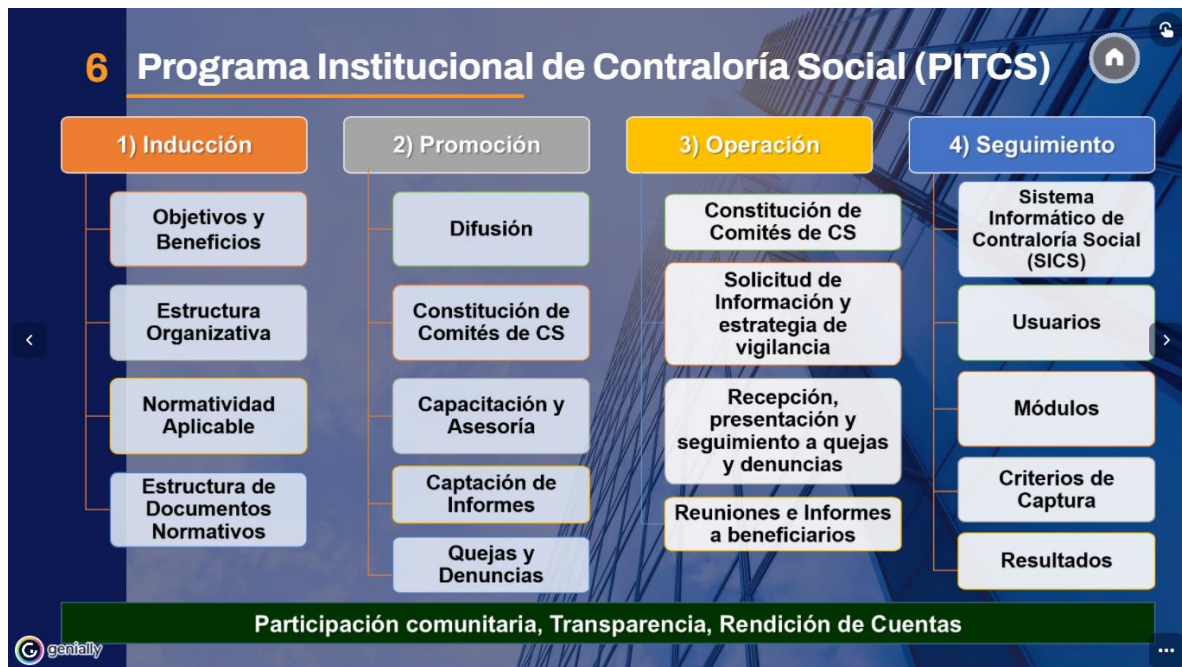 6 Programa Institucional de Contraloría Social (PITCS)
1) Inducción
Objetivos y
Beneficios
Estructura
Organizativa
Normatividad
Aplicable
Estructura de
Documentos
Normativos
2) Promoción
Difusión
Constitución de
Comités de CS
Capacitación y
Asesoría
Captación de
Informes
Quejas y
Denuncias
3) Operación
Constitución de
Comités de CS
Solicitud de
Información y
estrategia de
vigilancia
Recepción,
presentación y
seguimiento a quejas
y denuncias
Reuniones e Informes
a beneficiarios
4) Seguimiento
Sistema
Informático de
Contraloría Social
(SICS)
Usuarios
Módulos
Criterios de
Captura
Resultados
Participación comunitaria, Transparencia, Rendición de Cuentas
genially